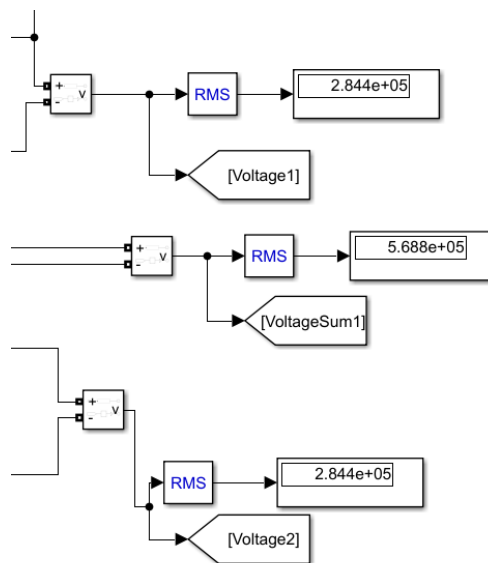 +
-
v
RMS
2.844e+05
[Voltage1]
+
-
v
RMS
5.688e+05
[VoltageSum1]
+
-
v
RMS
2.844e+05
[Voltage2]